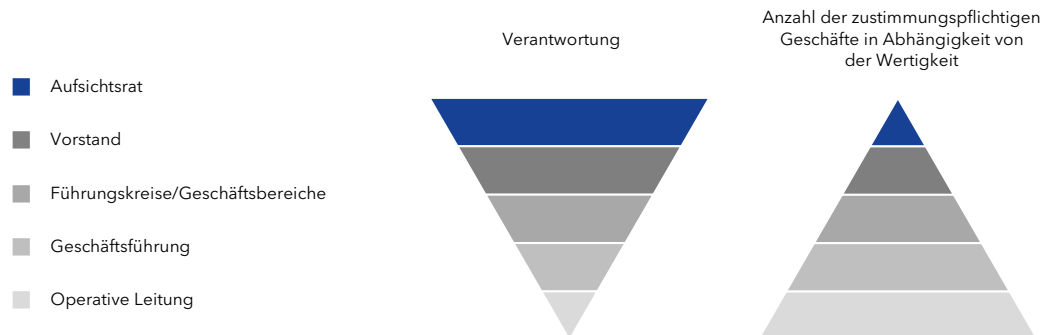 Verantwortung
Anzahl der zustimmungspflichtigen
Geschäfte in Abhängigkeit von
der Wertigkeit
Aufsichtsrat
Vorstand
Führungskreise/Geschäftsbereiche
Geschäftsführung
Operative Leitung